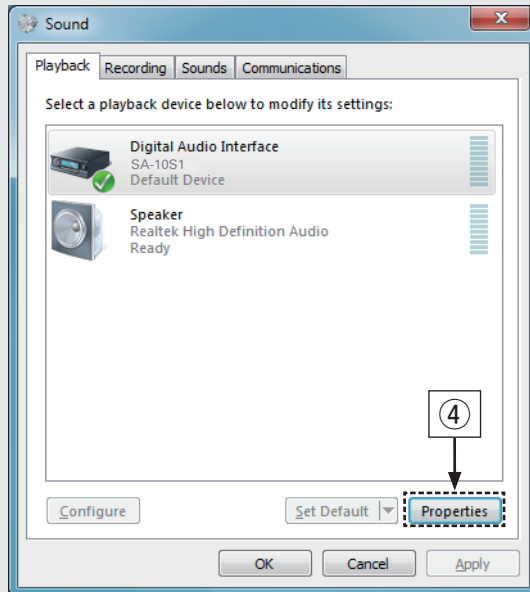 Sound
Playback Recording Sounds Communications
Select a playback device below to modify its settings:
Digital Audio Interface
SA-10S1
Default Device
Speaker
Realtek High Definition Audio
Ready
④
Configure Set Default Properties
OK Cancel Apply